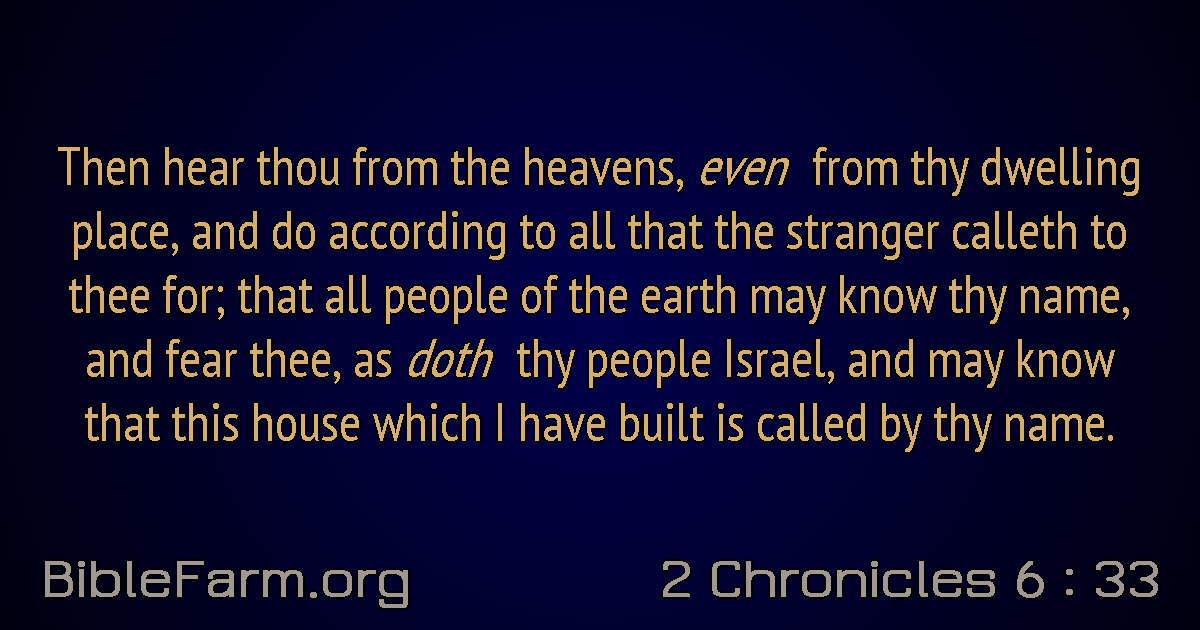 Then hear thou from the heavens, even from thy dwelling
place, and do according to all that the stranger calleth to
thee for; that all people of the earth may know thy name,
and fear thee, as doth thy people Israel, and may know
that this house which I have built is called by thy name.
BibleFarm.org
2 Chronicles 6 : 33